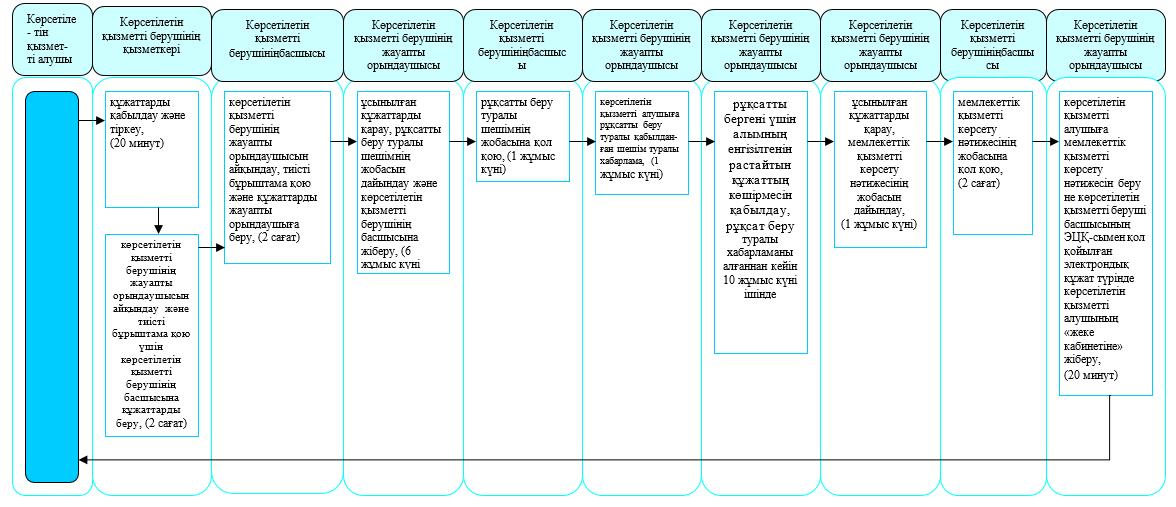 Көрсетіле
- тін
қызмет-
ті алушы
Көрсетілетін
қызметті берушінің
қызметкері
Көрсетілетін
қызметті
берушініңбасшысы
Көрсетілетін
қызметті берушінің
жауапты
орындаушысы
Көрсетілетін
қызметті
берушініңбасшыс
ы
Көрсетілетін
қызметті берушінің
жауапты
орындаушысы
Көрсетілетін
қызметті берушінің
жауапты
орындаушысы
Көрсетілетін
қызметті берушінің
жауапты
орындаушысы
Көрсетілетін
қызметті
берушініңбасшы
сы
Көрсетілетін
қызметті берушінің
жауапты
орындаушысы
құжаттарды
қабылдау және
тіркеу,
(20 минут)
көрсетілетін
қызметті
берушінің
жауапты
орындаушысын
айқындау және
тиісті
бұрыштама қою
үшін
көрсетілетін
қызметті
берушінің
басшысына
құжаттарды
беру, (2 сағат)
көрсетілетін
қызметті
берушінің
жауапты
орындаушысын
айқындау, тиісті
бұрыштама қою
және құжаттарды
жауапты
орындаушыға
беру, (2 сағат)
ұсынылған
құжаттарды
қарау, рұқсатты
беру туралы
шешімнің
жобасын
дайындау және
көрсетілетін
қызметті
берушінің
басшысына
жіберу, (6
жұмыс күні
рұқсатты беру
туралы
шешімнің
жобасына қол
қою, (1 жұмыс
күні)
көрсетілетін
қызметті алушыға
рұқсатты беру
туралы қабылдан-
ған шешім туралы
хабарлама, (1
жұмыс күні)
рұқсатты
бергені үшін
алымның
енгізілгенін
растайтын
құжаттың
көшірмесін
қабылдау,
рұқсат беру
туралы
хабарламаны
алғаннан кейін
10 жұмыс күні
ішінде
ұсынылған
құжаттарды
қарау,
мемлекеттік
қызметті
көрсету
нәтижесінің
жобасын
дайындау,
(1 жұмыс күні)
мемлекеттік
қызметті
көрсету
нәтижесінің
жобасына
қол қою,
(2 сағат)
көрсетілетін
қызметті
алушыға
мемлекеттік
қызметті
көрсету
нәтижесін беру
не көрсетілетін
қызметті беруші
басшысының
ЭЦҚ-сымен қол
қойылған
электрондық
құжат түрінде
көрсетілетін
қызметті
алушының
«жеке
кабинетіне»
жіберу,
(20 минут)